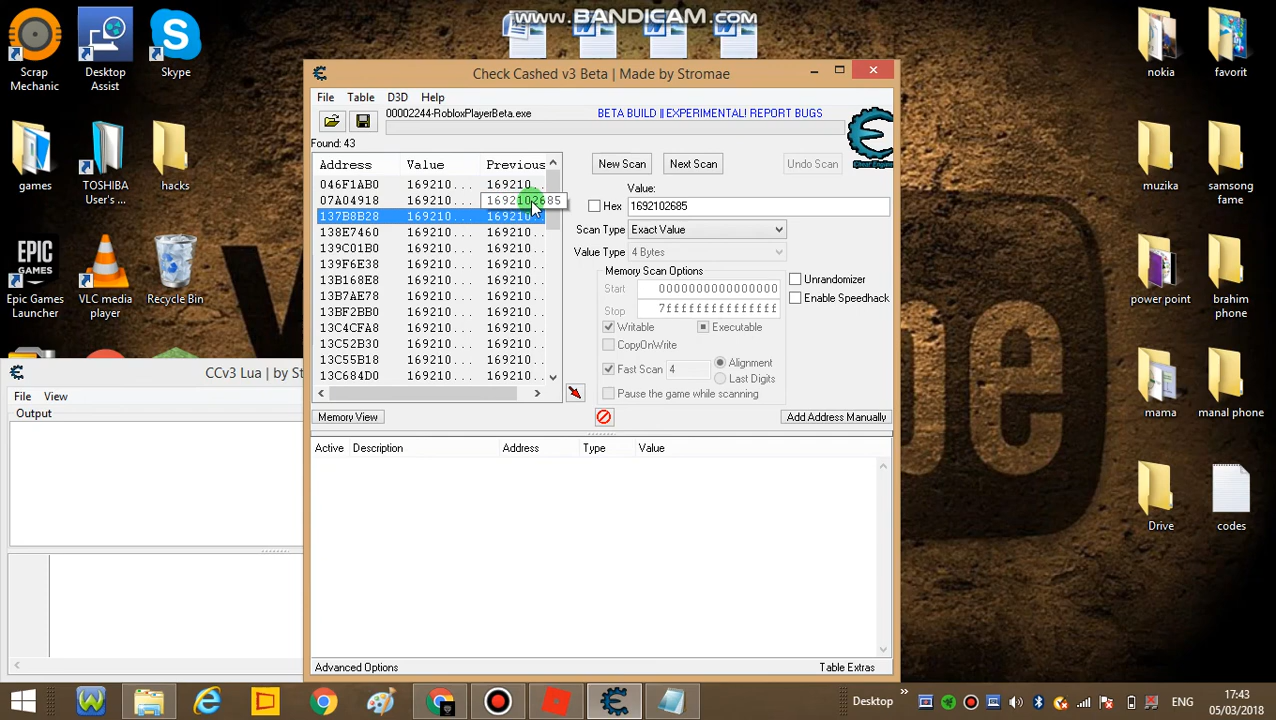 www.BANDICAM.com
Scrap
Mechanic
Desktop
Assist
Skype
nokia
favorit
games
TOSHIBA
User's ...
hacks
muzika
samsong
fame
Epic Games
Launcher
VLC media
player
Recycle Bin
power point
brahim
phone
mama
manal phone
Drive
codes
Check Cashed v3 Beta | Made by Stromae
File Table D3D Help
00002244-RobloxPlayerBeta.exe
BETA BUILD || EXPERIMENTAL! REPORT BUGS
Cheat Engine
Found: 43
Address Value Previous
046F1AB0 169210... 169210...
07A04918 169210... 1692102685
137B8B28 169210... 169210...
138E7460 169210... 169210...
139C01B0 169210... 169210...
139F6E38 169210... 169210...
13B168E8 169210... 169210...
13B7AE78 169210... 169210...
13BF2BB0 169210... 169210...
13C4CFA8 169210... 169210...
13C52B30 169210... 169210...
13C55B18 169210... 169210...
13C684D0 169210... 169210...
New Scan
Next Scan
Undo Scan
Value:
Hex
1692102685
Scan Type
Exact Value
Value Type
4 Bytes
Memory Scan Options
Start
0000000000000000
Stop
7fffffffffffffff
Writable
Executable
CopyOnWrite
Fast Scan
4
Alignment
Last Digits
Pause the game while scanning
Unrandomizer
Enable Speedhack
Memory View
Add Address Manually
Active Description Address Type Value
Advanced Options
Table Extras
CCv3 Lua | by St
File View
Output
Desktop
ENG
17:43
05/03/2018